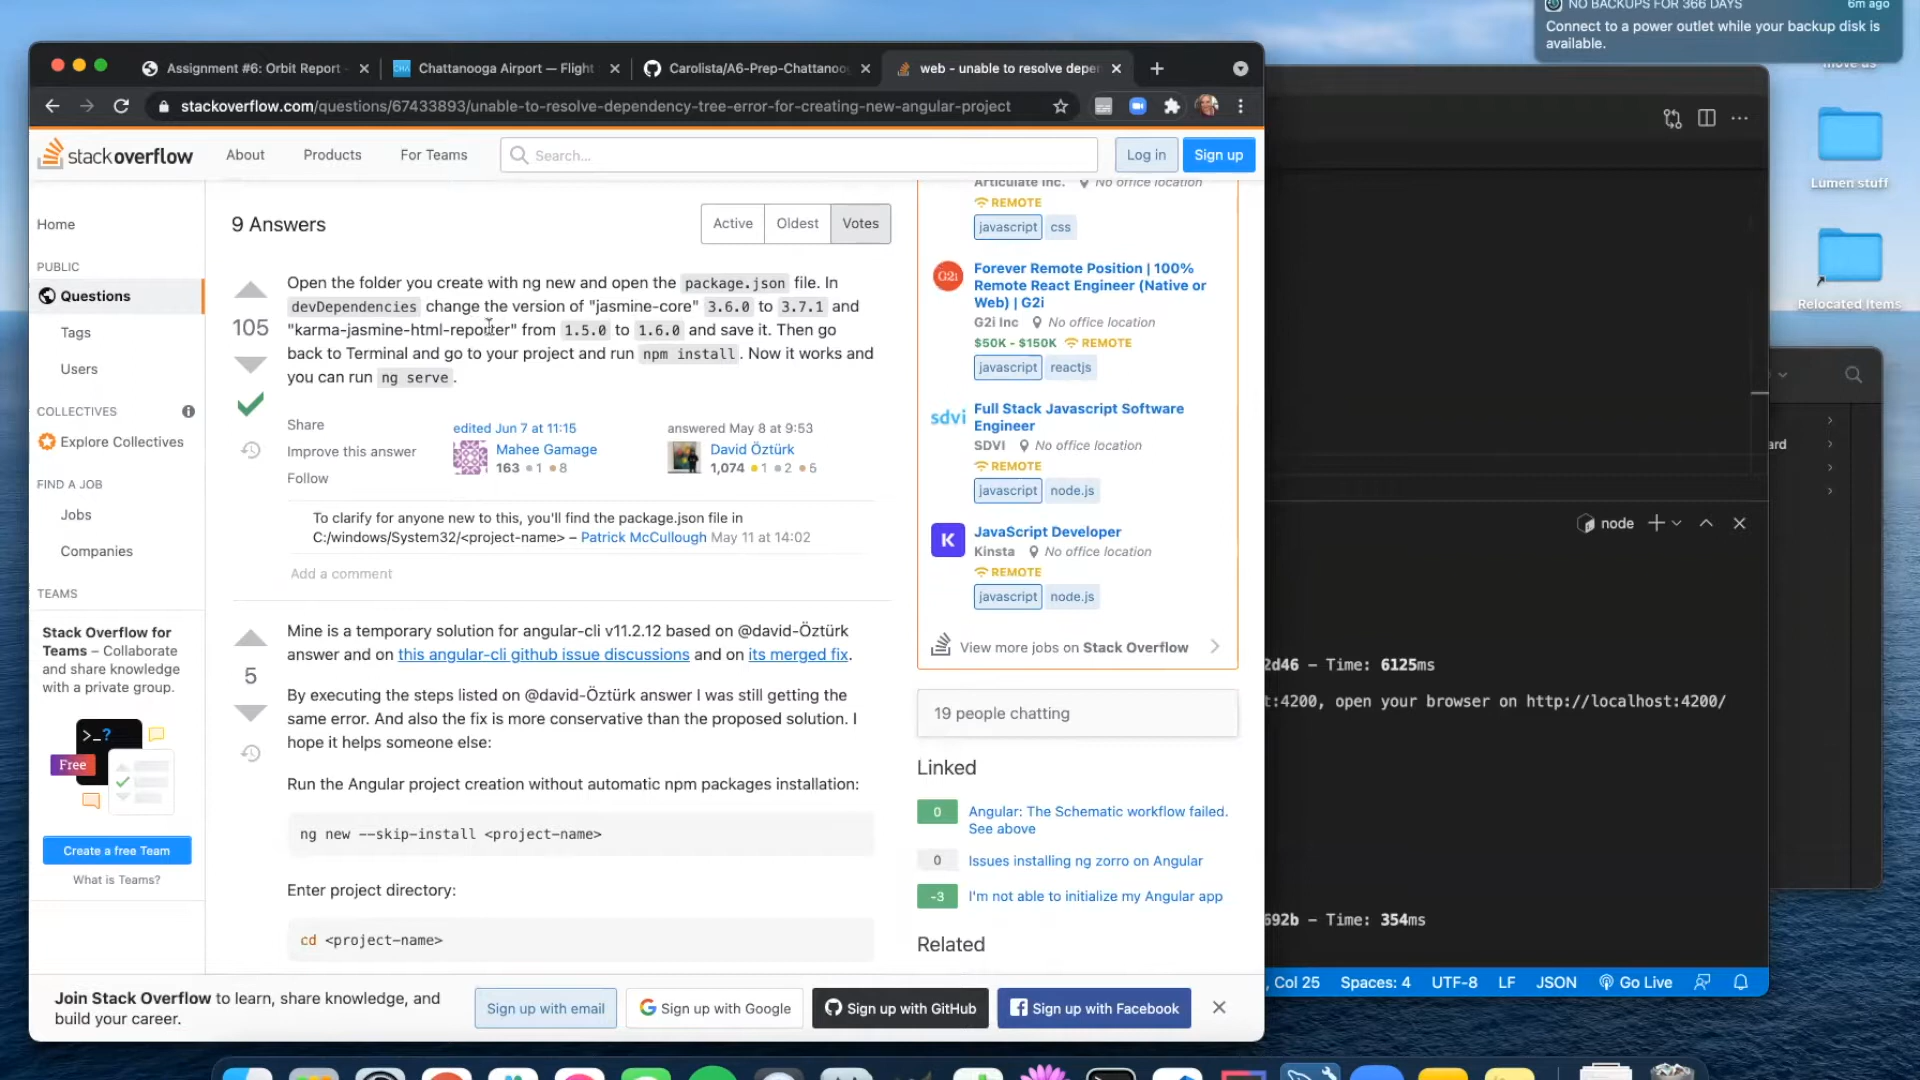 NO BACKUPS FOR 366 DAYS
6m ago
Connect to a power outlet while your backup disk is
available.
Assignment #6: Orbit Report
Chattanooga Airport — Flight
Carolista/A6-Prep-Chattanoog
web - unable to resolve deper
stackoverflow.com/questions/67433893/unable-to-resolve-dependency-tree-error-for-creating-new-angular-project
stackoverflow
About
Products
For Teams
Search...
Log in
Sign up
Home
PUBLIC
Questions
Tags
Users
COLLECTIVES
Explore Collectives
FIND A JOB
Jobs
Companies
TEAMS
Stack Overflow for
Teams – Collaborate
and share knowledge
with a private group.
>_?
Free
Create a free Team
What is Teams?
9 Answers
Active
Oldest
Votes
105
Open the folder you create with ng new and open the package.json file. In
devDependencies change the version of "jasmine-core" 3.6.0 to 3.7.1 and
"karma-jasmine-html-reporter" from 1.5.0 to 1.6.0 and save it. Then go
back to Terminal and go to your project and run npm install. Now it works and
you can run ng serve.
Share
Improve this answer
Follow
edited Jun 7 at 11:15
Mahee Gamage
163 1 8
answered May 8 at 9:53
David Öztürk
1,074 1 2 5
To clarify for anyone new to this, you'll find the package.json file in
C:/windows/System32/<project-name> – Patrick McCullough May 11 at 14:02
Add a comment
5
Mine is a temporary solution for angular-cli v11.2.12 based on @david-Öztürk
answer and on this angular-cli github issue discussions and on its merged fix.
By executing the steps listed on @david-Öztürk answer I was still getting the
same error. And also the fix is more conservative than the proposed solution. I
hope it helps someone else:
Run the Angular project creation without automatic npm packages installation:
ng new --skip-install <project-name>
Enter project directory:
cd <project-name>
Articulate Inc. No office location
REMOTE
javascript css
G2i
Forever Remote Position | 100%
Remote React Engineer (Native or
Web) | G2i
G2i Inc No office location
$50K - $150K REMOTE
javascript reactjs
sdvi
Full Stack Javascript Software
Engineer
SDVI No office location
REMOTE
javascript node.js
K
JavaScript Developer
Kinsta No office location
REMOTE
javascript node.js
View more jobs on Stack Overflow
19 people chatting
Linked
0 Angular: The Schematic workflow failed.
See above
0 Issues installing ng zorro on Angular
-3 I'm not able to initialize my Angular app
Related
Join Stack Overflow to learn, share knowledge, and
build your career.
Sign up with email
Sign up with Google
Sign up with GitHub
Sign up with Facebook
node
2d46 – Time: 6125ms
t:4200, open your browser on http://localhost:4200/
692b – Time: 354ms
, Col 25
Spaces: 4
UTF-8
LF
JSON
Go Live
ard
move us
Lumen stuff
Relocated Items